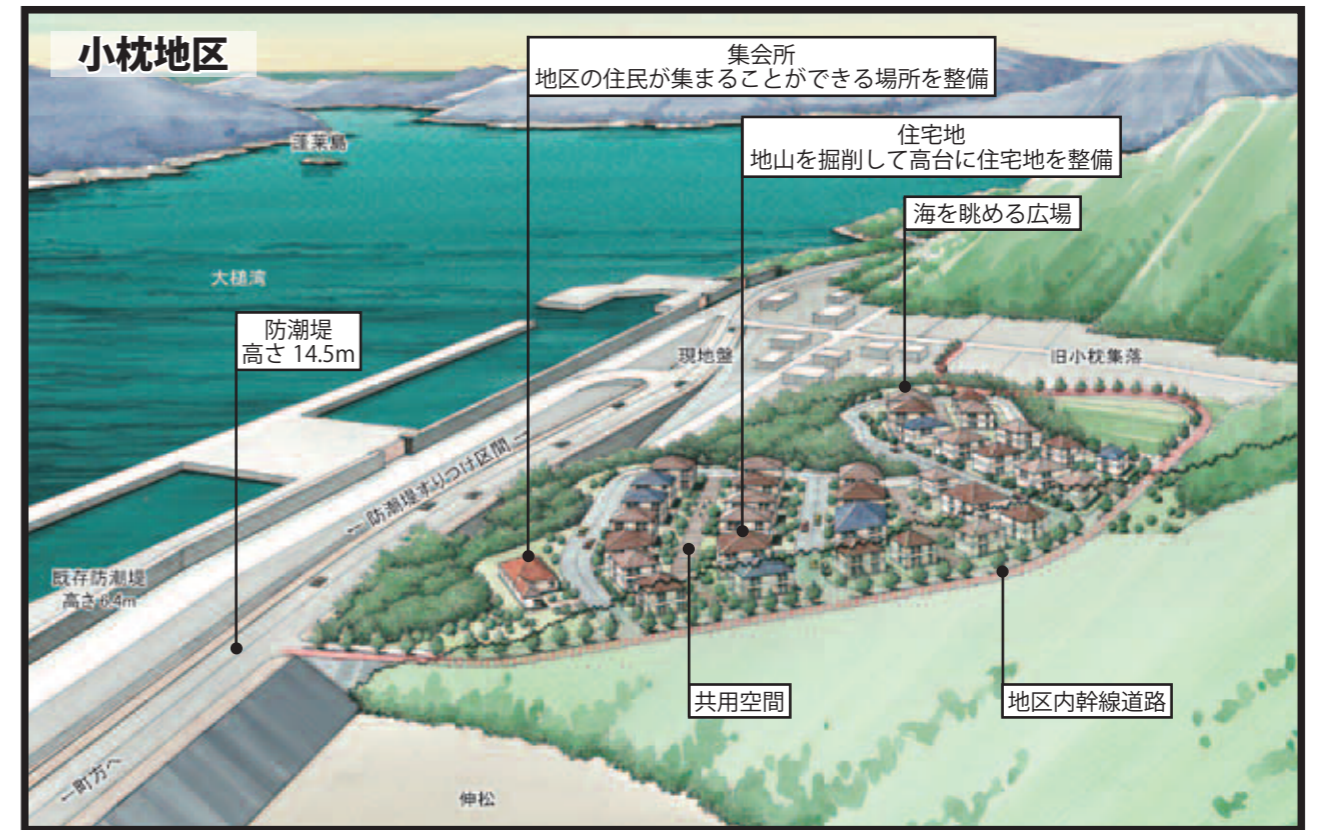 小枕地区
集会所
地区の住民が集まることができる場所を整備
住宅地
地山を掘削して高台に住宅地を整備
蓬莱島
海を眺める広場
大槌湾
防潮堤
高さ 14.5m
現地盤
旧小枕集落
←防潮堤すりつけ区間→
既存防潮堤
高さ6.4m
共用空間
地区内幹線道路
←町方へ
伸松